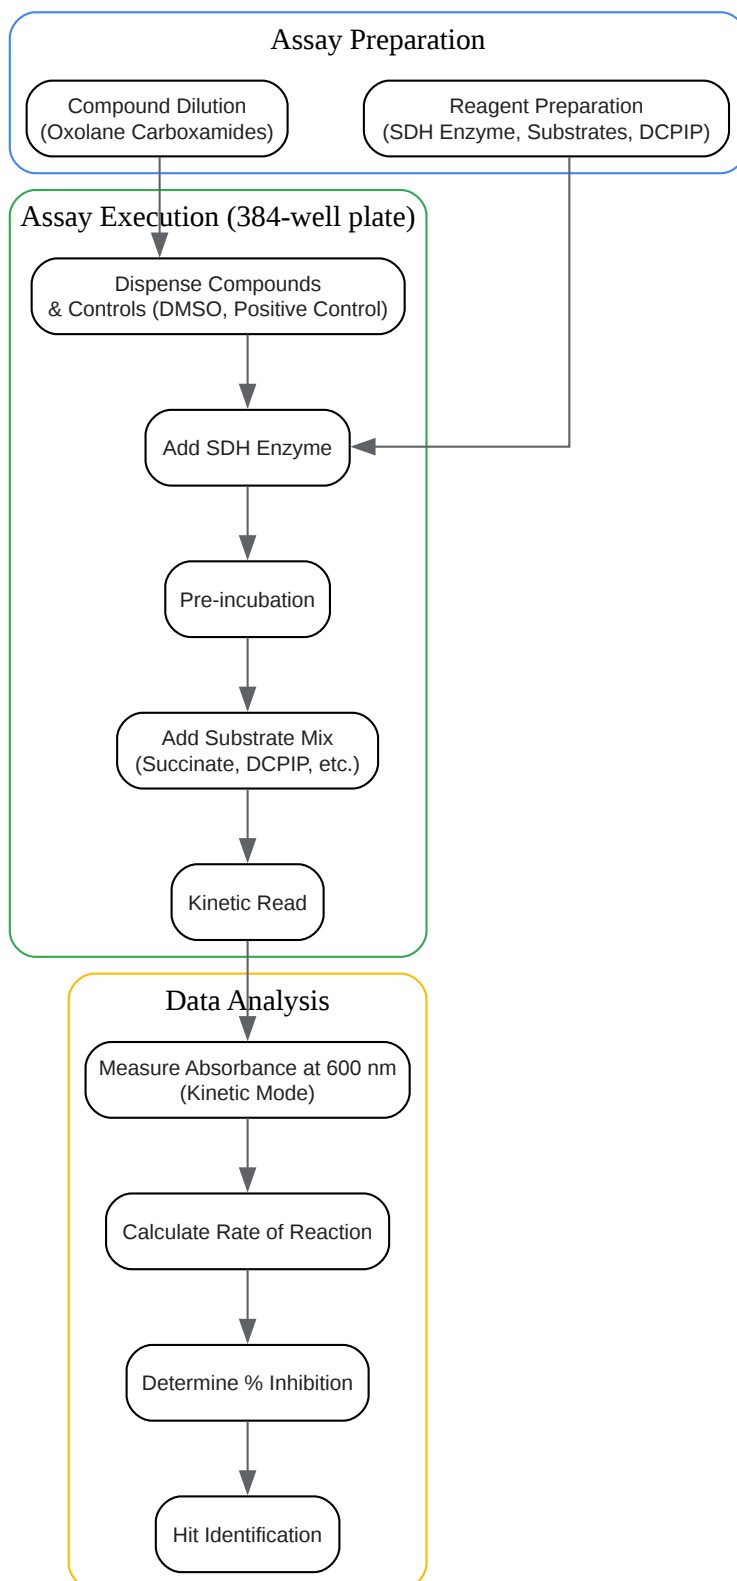 Assay Preparation
Compound Dilution
(Oxolane Carboxamides)
Reagent Preparation
(SDH Enzyme, Substrates, DCPIP)
Assay Execution (384-well plate)
Dispense Compounds
& Controls (DMSO, Positive Control)
Add SDH Enzyme
Pre-incubation
Add Substrate Mix
(Succinate, DCPIP, etc.)
Kinetic Read
Data Analysis
Measure Absorbance at 600 nm
(Kinetic Mode)
Calculate Rate of Reaction
Determine % Inhibition
Hit Identification